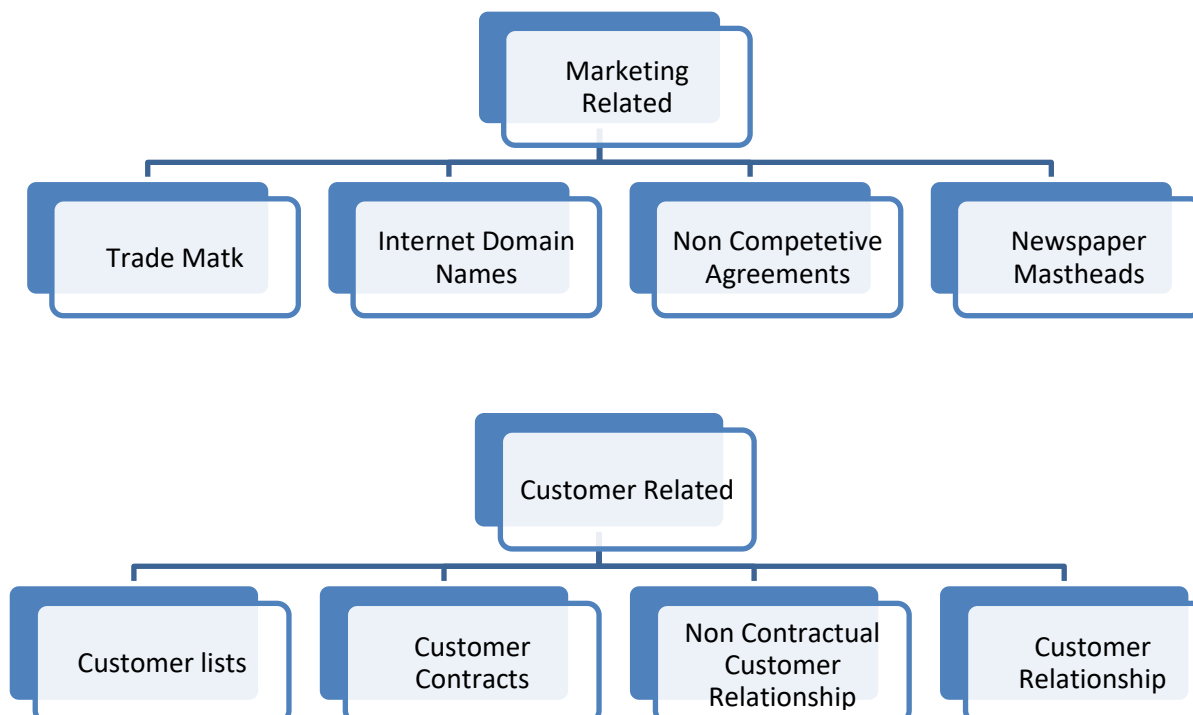 Marketing
Related
Trade Matk
Internet Domain
Names
Non Competetive
Agreements
Newspaper
Mastheads
Customer Related
Customer lists
Customer
Contracts
Non Contractual
Customer
Relationship
Customer
Relationship